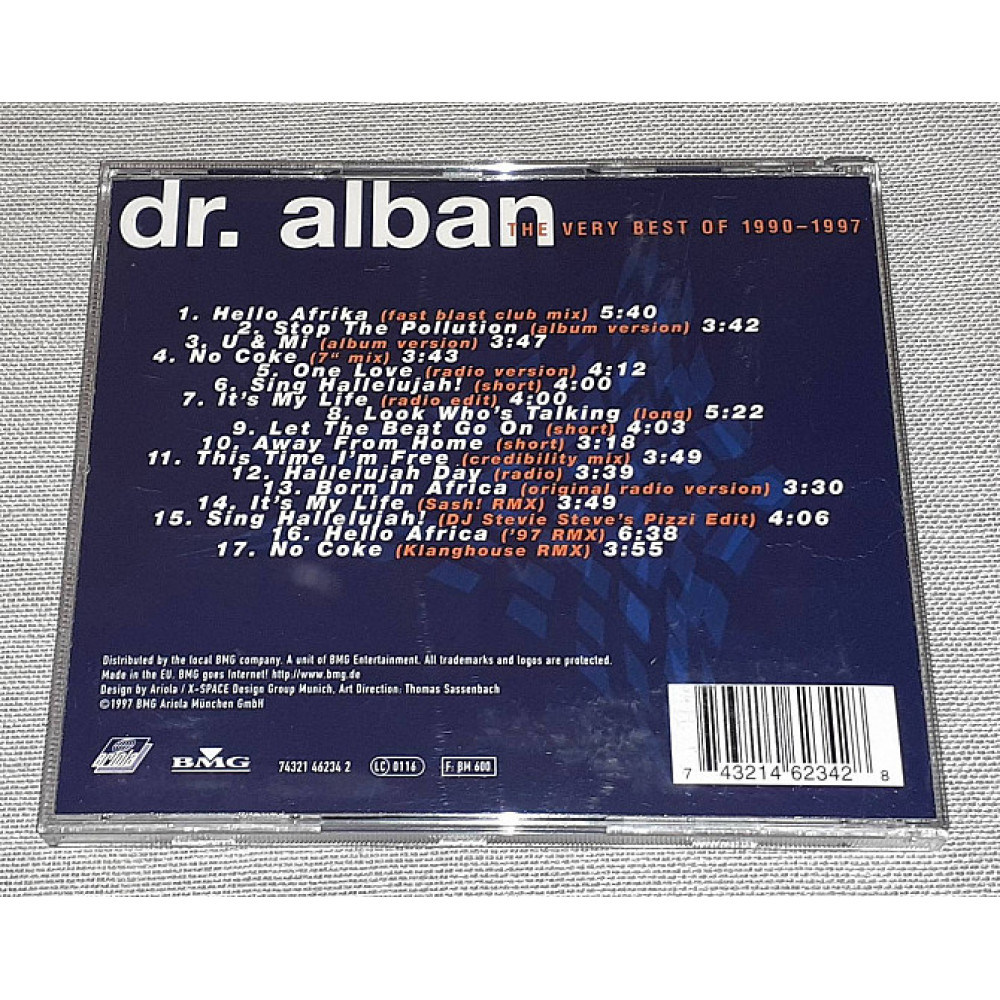 dr. alban
THE VERY BEST OF 1990–1997
1. Hello Afrika (fast blast club mix) 5:40
2. Stop The Pollution (album version) 3:42
3. U & Mi (album version) 3:47
4. No Coke (7“ mix) 3:43
5. One Love (radio version) 4:12
6. Sing Hallelujah! (short) 4:00
7. It's My Life (radio edit) 4:00
8. Look Who's Talking (long) 5:22
9. Let The Beat Go On (short) 4:03
10. Away From Home (short) 3:18
11. This Time I'm Free (credibility mix) 3:49
12. Hallelujah Day (radio) 3:39
13. Born In Africa (original radio version) 3:30
14. It's My Life (Sash! RMX) 3:49
15. Sing Hallelujah! (DJ Stevie Steve's Pizzi Edit) 4:06
16. Hello Africa ('97 RMX) 6:38
17. No Coke (Klanghouse RMX) 3:55
Distributed by the local BMG company. A unit of BMG Entertainment. All trademarks and logos are protected.
Made in the EU. BMG goes Internet! http://www.bmg.de
Design by Ariola / X-SPACE Design Group Munich, Art Direction: Thomas Sassenbach
©1997 BMG Ariola München GmbH
ariola BMG 74321 46234 2 LC 0116 F: BM 600
7 43214 62342 8